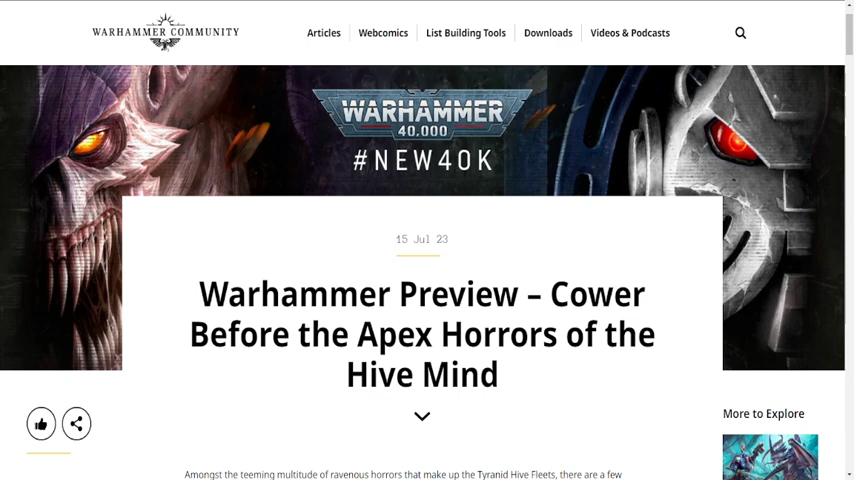 WARHAMMER COMMUNITY
Articles
Webcomics
List Building Tools
Downloads
Videos & Podcasts
WARHAMMER
40,000
#NEW40K
15 Jul 23
Warhammer Preview – Cower
Before the Apex Horrors of the
Hive Mind
More to Explore
Amongst the teeming multitude of ravenous horrors that make up the Tyranid Hive Fleets, there are a few